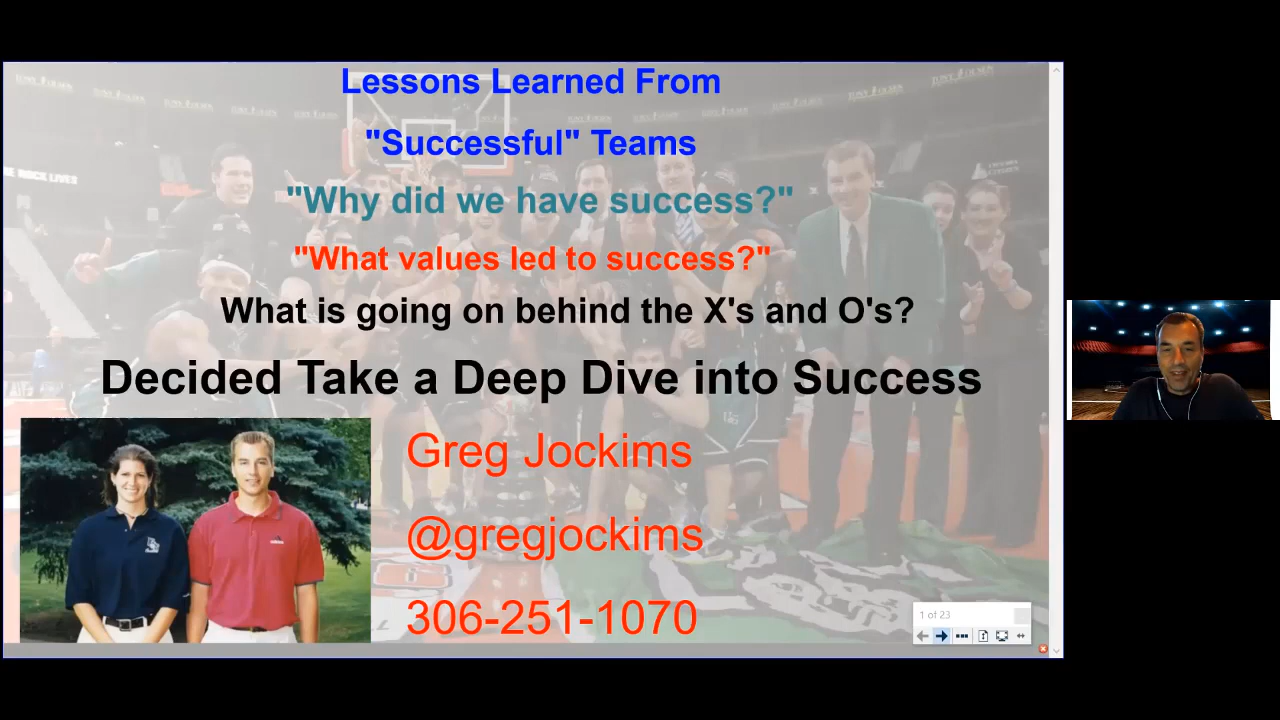 Lessons Learned From
"Successful" Teams
"Why did we have success?"
"What values led to success?"
What is going on behind the X's and O's?
Decided Take a Deep Dive into Success
Greg Jockims
@gregjockims
306-251-1070
1 of 23